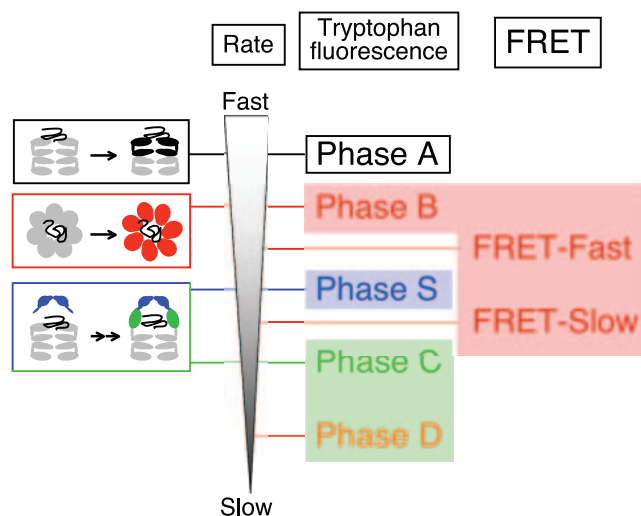 Rate
Tryptophan
fluorescence
FRET
Fast
Phase A
Phase B
FRET-Fast
Phase S
FRET-Slow
Phase C
Phase D
Slow